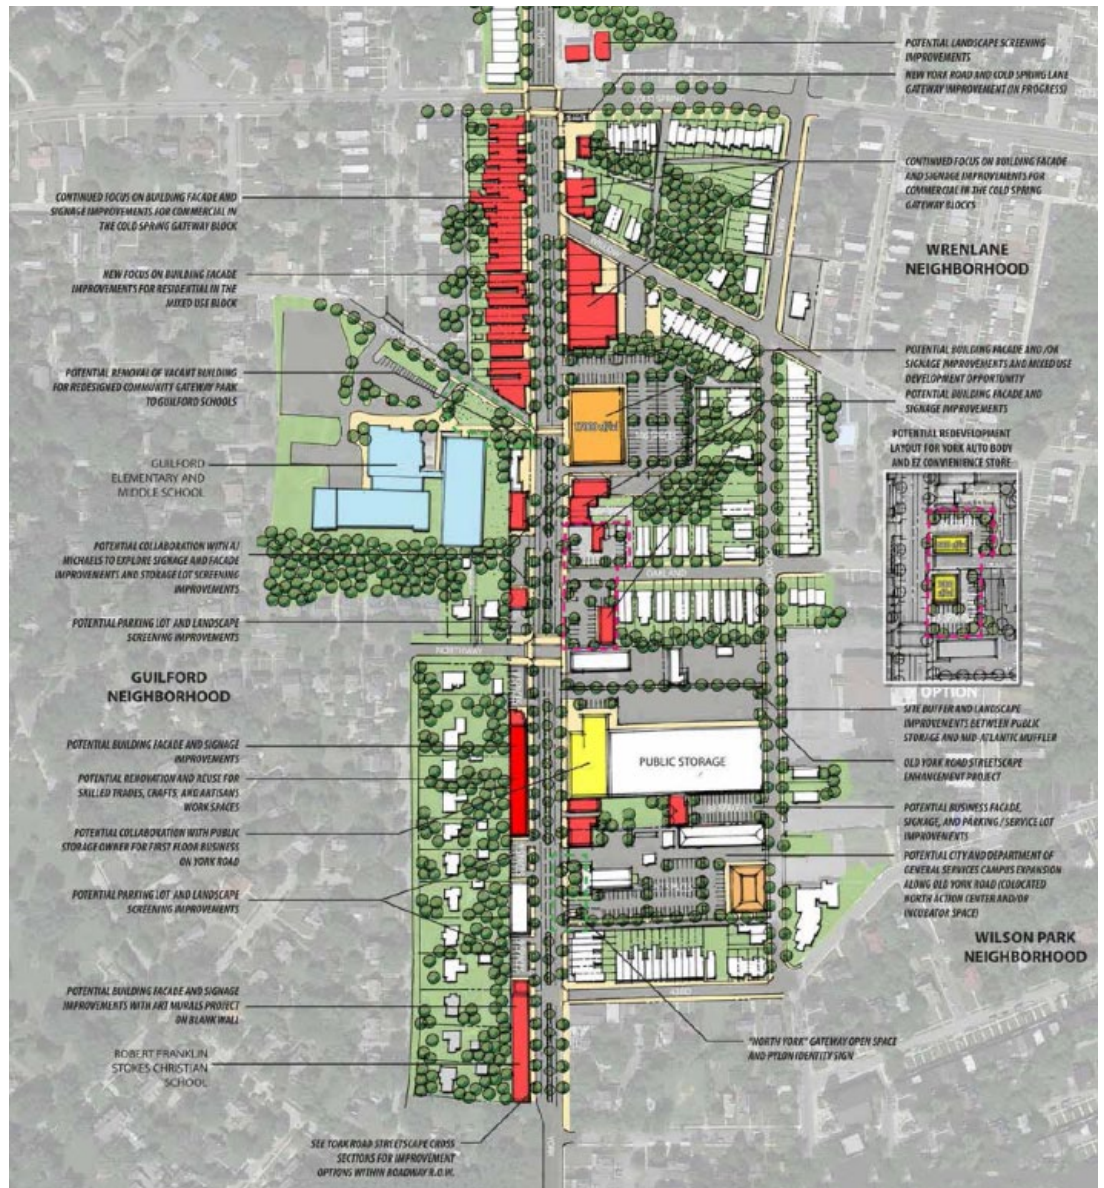 POTENTIAL LANDSCAPE SCREENING
IMPROVEMENTS
NEW YORK ROAD AND COLD SPRING LANE
GATEWAY IMPROVEMENT (IN PROGRESS)
COLD SPRING
CONTINUED FOCUS ON BUILDING FACADE
AND SIGNAGE IMPROVEMENTS FOR
COMMERCIAL IN THE COLD SPRING
GATEWAY BLOCKS
CONTINUED FOCUS ON BUILDING FACADE AND
SIGNAGE IMPROVEMENTS FOR COMMERCIAL IN
THE COLD SPRING GATEWAY BLOCK
WRENLANE
NEIGHBORHOOD
NEW FOCUS ON BUILDING FACADE
IMPROVEMENTS FOR RESIDENTIAL IN THE
MIXED USE BLOCK
POTENTIAL BUILDING FACADE AND /OR
SIGNAGE IMPROVEMENTS AND MIXED USE
DEVELOPMENT OPPORTUNITY
POTENTIAL BUILDING FACADE AND
SIGNAGE IMPROVEMENTS
POTENTIAL REMOVAL OF VACANT BUILDING
FOR REDESIGNED COMMUNITY GATEWAY PARK
TO GUILFORD SCHOOLS
POTENTIAL REDEVELOPMENT
LAYOUT FOR YORK AUTO BODY
AND EZ CONVIENIENCE STORE
GUILFORD
ELEMENTARY AND
MIDDLE SCHOOL
POTENTIAL COLLABORATION WITH AJ
MICHAELS TO EXPLORE SIGNAGE AND FACADE
IMPROVEMENTS AND STORAGE LOT SCREENING
IMPROVEMENTS
OAKLAND
POTENTIAL PARKING LOT AND LANDSCAPE
SCREENING IMPROVEMENTS
NORTHWAY
GUILFORD
NEIGHBORHOOD
OPTION
SITE BUFFER AND LANDSCAPE
IMPROVEMENTS BETWEEN PUBLIC
STORAGE AND MID-ATLANTIC MUFFLER
POTENTIAL BUILDING FACADE AND SIGNAGE
IMPROVEMENTS
PUBLIC STORAGE
OLD YORK ROAD STREETSCAPE
ENHANCEMENT PROJECT
POTENTIAL RENOVATION AND REUSE FOR
SKILLED TRADES, CRAFTS, AND ARTISANS
WORK SPACES
POTENTIAL BUSINESS FACADE,
SIGNAGE, AND PARKING / SERVICE LOT
IMPROVEMENTS
POTENTIAL COLLABORATION WITH PUBLIC
STORAGE OWNER FOR FIRST FLOOR BUSINESS
ON YORK ROAD
POTENTIAL CITY AND DEPARTMENT OF
GENERAL SERVICES CAMPUS EXPANSION
ALONG OLD YORK ROAD (COLOCATED
NORTH ACTION CENTER AND/OR
INCUBATOR SPACE)
POTENTIAL PARKING LOT AND LANDSCAPE
SCREENING IMPROVEMENTS
WILSON PARK
NEIGHBORHOOD
POTENTIAL BUILDING FACADE AND SIGNAGE
IMPROVEMENTS WITH ART MURALS PROJECT
ON BLANK WALL
"NORTH YORK" GATEWAY OPEN SPACE
AND PYLON IDENTITY SIGN
ROBERT FRANKLIN
STOKES CHRISTIAN
SCHOOL
SEE YORK ROAD STREETSCAPE CROSS
SECTIONS FOR IMPROVEMENT
OPTIONS WITHIN ROADWAY R.O.W.